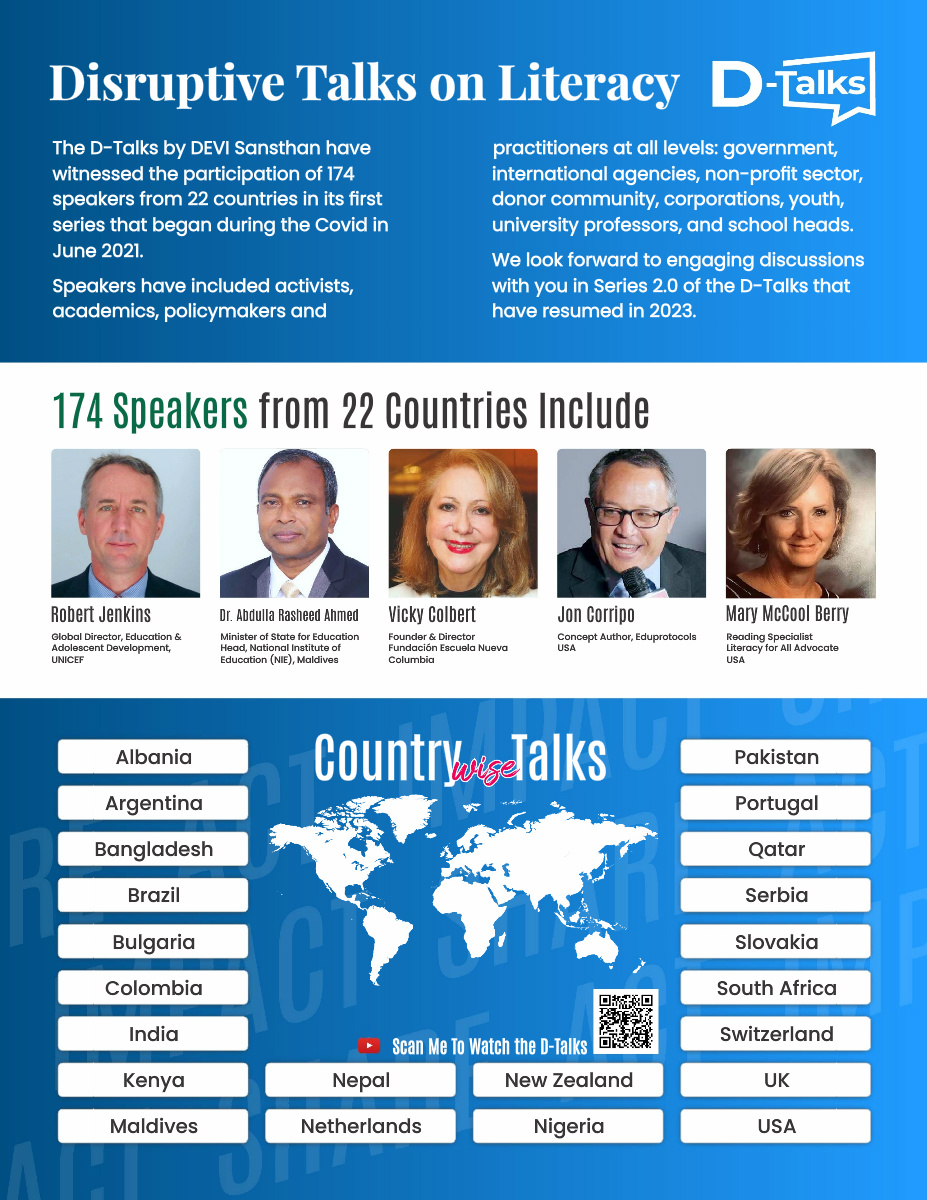 Disruptive Talks on Literacy
D-Talks
The D-Talks by DEVI Sansthan have
witnessed the participation of 174
speakers from 22 countries in its first
series that began during the Covid in
June 2021.
Speakers have included activists,
academics, policymakers and
practitioners at all levels: government,
international agencies, non-profit sector,
donor community, corporations, youth,
university professors, and school heads.
We look forward to engaging discussions
with you in Series 2.0 of the D-Talks that
have resumed in 2023.
174 Speakers from 22 Countries Include
Robert Jenkins
Global Director, Education &
Adolescent Development,
UNICEF
Dr. Abdulla Rasheed Ahmed
Minister of State for Education
Head, National Institute of
Education (NIE), Maldives
Vicky Colbert
Founder & Director
Fundación Escuela Nueva
Columbia
Jon Corripo
Concept Author, Eduprotocols
USA
Mary McCool Berry
Reading Specialist
Literacy for All Advocate
USA
Country wise Talks
Albania
Argentina
Bangladesh
Brazil
Bulgaria
Colombia
India
Kenya
Maldives
Nepal
Netherlands
New Zealand
Nigeria
Pakistan
Portugal
Qatar
Serbia
Slovakia
South Africa
Switzerland
UK
USA
Scan Me To Watch the D-Talks
SHARE ACT IMPACT